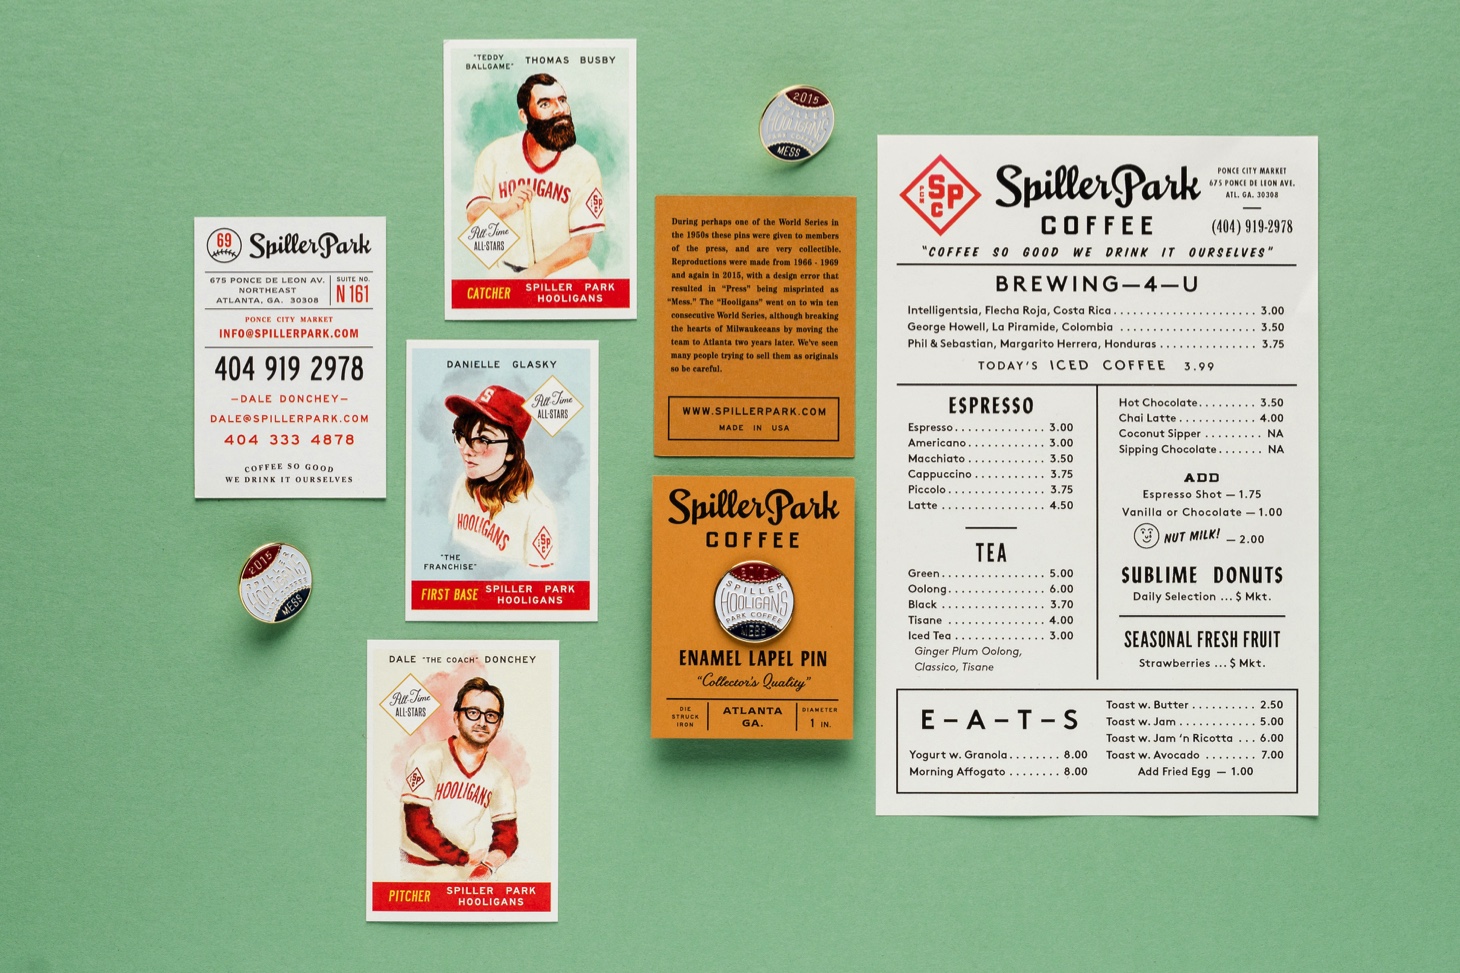 "TEDDY
BALLGAME" THOMAS BUSBY
HOOLIGANS
SPC
All-Time
ALL-STARS
CATCHER
SPILLER PARK
HOOLIGANS
2015
SPILLER
HOOLIGANS
PARK COFFEE
MESS
69
SpillerPark
675 PONCE DE LEON AV.
NORTHEAST
ATLANTA, GA. 30308
SUITE NO.
N 161
PONCE CITY MARKET
INFO@SPILLERPARK.COM
404 919 2978
—DALE DONCHEY—
DALE@SPILLERPARK.COM
404 333 4878
COFFEE SO GOOD
WE DRINK IT OURSELVES
2015
MESS
DANIELLE GLASKY
S
All-Time
ALL-STARS
HOOLIGANS
SPC
"THE
FRANCHISE"
FIRST BASE
SPILLER PARK
HOOLIGANS
DALE "THE COACH" DONCHEY
All-Time
ALL-STARS
SPC
HOOLIGANS
PITCHER
SPILLER PARK
HOOLIGANS
During perhaps one of the World Series in
the 1950s these pins were given to members
of the press, and are very collectible.
Reproductions were made from 1966 - 1969
and again in 2015, with a design error that
resulted in "Press" being misprinted as
"Mess." The "Hooligans" went on to win ten
consecutive World Series, although breaking
the hearts of Milwaukeeans by moving the
team to Atlanta two years later. We've seen
many people trying to sell them as originals
so be careful.
WWW.SPILLERPARK.COM
MADE IN USA
SpillerPark
COFFEE
2015
SPILLER
HOOLIGANS
PARK COFFEE
MESS
ENAMEL LAPEL PIN
"Collector's Quality"
DIE
STRUCK
IRON
ATLANTA
GA.
DIAMETER
1 IN.
PCM
SPC
SpillerPark
COFFEE
PONCE CITY MARKET
675 PONCE DE LEON AVE.
ATL. GA. 30308
(404) 919-2978
"COFFEE SO GOOD WE DRINK IT OURSELVES"
BREWING—4—U
Intelligentsia, Flecha Roja, Costa Rica . . . . . . . . . . . . . . . . . . . . . . 3.00
George Howell, La Piramide, Colombia . . . . . . . . . . . . . . . . . . . . . 3.50
Phil & Sebastian, Margarito Herrera, Honduras . . . . . . . . . . . . . . . 3.75
TODAY'S ICED COFFEE 3.99
ESPRESSO
Espresso . . . . . . . . . . . . . . 3.00
Americano . . . . . . . . . . . . . 3.00
Macchiato . . . . . . . . . . . . . 3.50
Cappuccino . . . . . . . . . . . . 3.75
Piccolo . . . . . . . . . . . . . . . 3.75
Latte . . . . . . . . . . . . . . . . . 4.50
TEA
Green . . . . . . . . . . . . . . . . . 5.00
Oolong . . . . . . . . . . . . . . . . 6.00
Black . . . . . . . . . . . . . . . . . 3.70
Tisane . . . . . . . . . . . . . . . . 4.00
Iced Tea . . . . . . . . . . . . . . 3.00
Ginger Plum Oolong,
Classico, Tisane
Hot Chocolate . . . . . . . . . 3.50
Chai Latte . . . . . . . . . . . . . 4.00
Coconut Sipper . . . . . . . . . NA
Sipping Chocolate . . . . . . . NA
ADD
Espresso Shot — 1.75
Vanilla or Chocolate — 1.00
NUT MILK! — 2.00
SUBLIME DONUTS
Daily Selection ... $ Mkt.
SEASONAL FRESH FRUIT
Strawberries ... $ Mkt.
E–A–T–S
Yogurt w. Granola . . . . . . . . 8.00
Morning Affogato . . . . . . . . 8.00
Toast w. Butter . . . . . . . . . . 2.50
Toast w. Jam . . . . . . . . . . . . 5.00
Toast w. Jam 'n Ricotta . . . 6.00
Toast w. Avocado . . . . . . . . 7.00
Add Fried Egg — 1.00